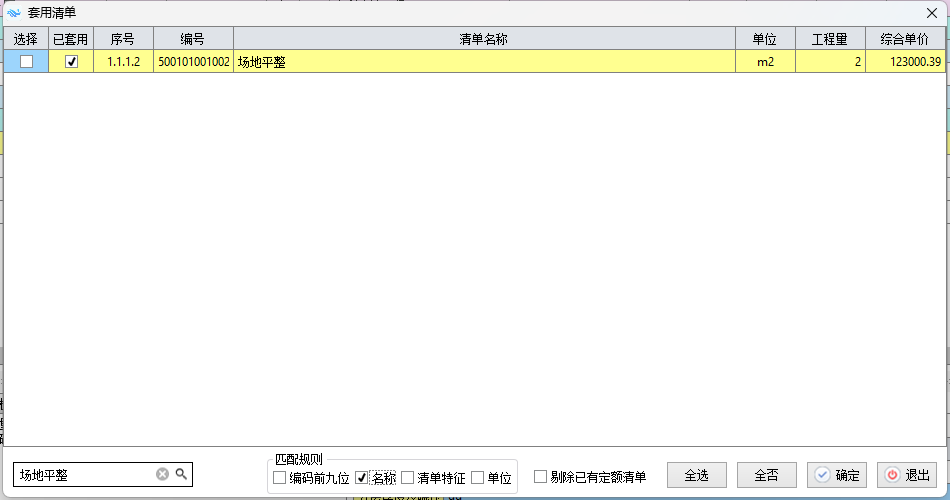 套用清单
选择 已套用 序号 编号 清单名称 单位 工程量 综合单价
1.1.1.2 500101001002 场地平整 m2 2 123000.39
匹配规则
场地平整 编码前九位 名称 清单特征 单位 剔除已有定额清单 全选 全否 确定 退出